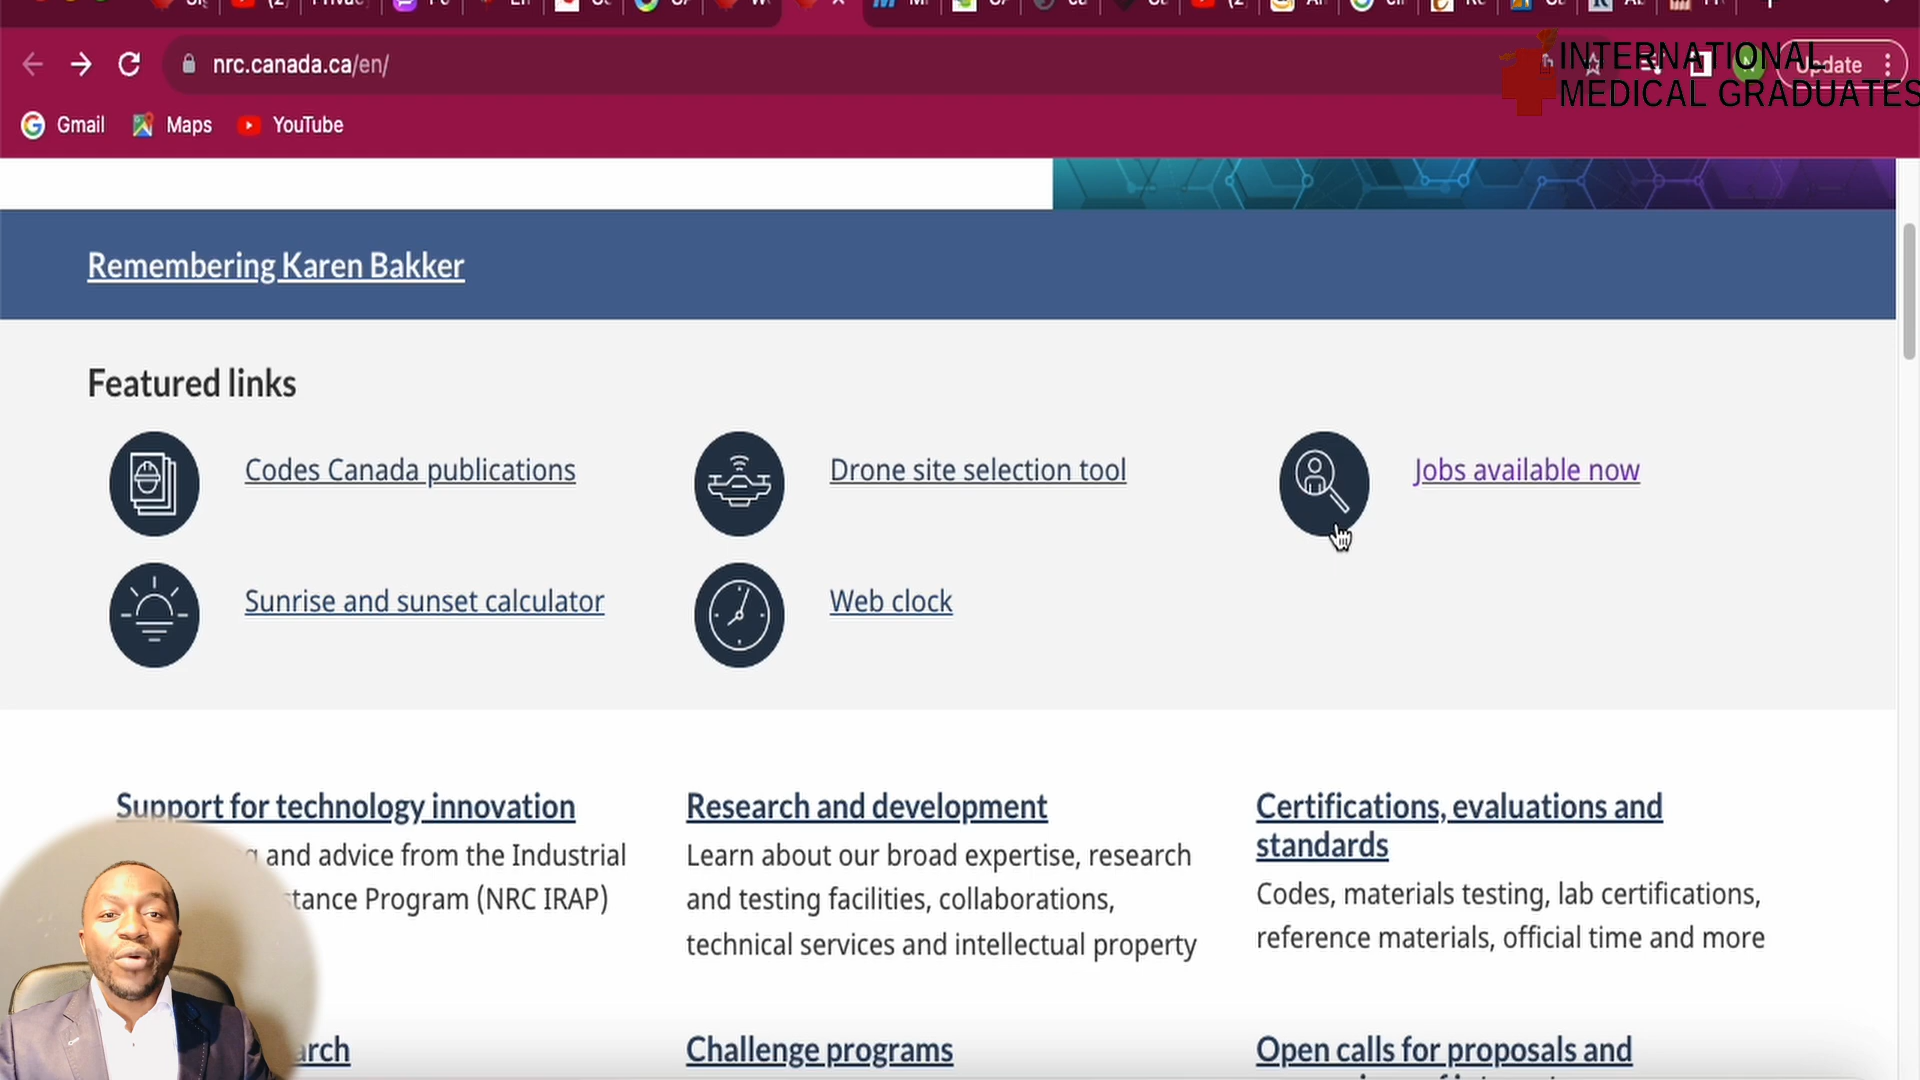 nrc.canada.ca/en/
Update
INTERNATIONAL
MEDICAL GRADUATES
Gmail
Maps
YouTube
Remembering Karen Bakker
Featured links
Codes Canada publications
Drone site selection tool
Jobs available now
Sunrise and sunset calculator
Web clock
Support for technology innovation
and advice from the Industrial
Program (NRC IRAP)
Research and development
Learn about our broad expertise, research
and testing facilities, collaborations,
technical services and intellectual property
Certifications, evaluations and
standards
Codes, materials testing, lab certifications,
reference materials, official time and more
Challenge programs
Open calls for proposals and